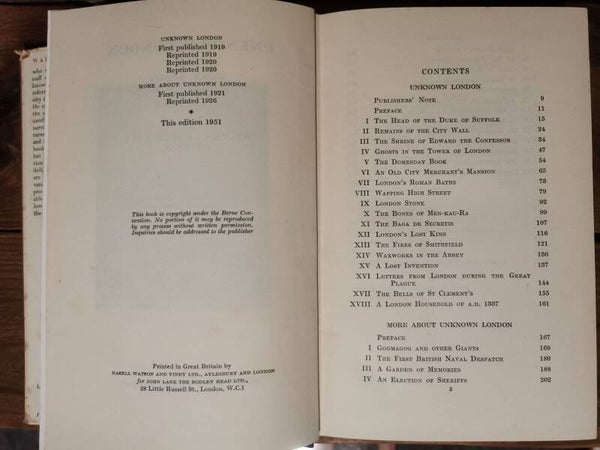 UNKNOWN LONDON
First published 1919
Reprinted 1919
Reprinted 1920
Reprinted 1920
MORE ABOUT UNKNOWN LONDON
First published 1921
Reprinted 1926
*
This edition 1951
This book is copyright under the Berne Con-
vention. No portion of it may be reproduced
by any process without written permission.
Inquiries should be addressed to the publisher
Printed in Great Britain by
HAZELL WATSON AND VINEY LTD., AYLESBURY AND LONDON
for JOHN LANE THE BODLEY HEAD LTD.,
28 Little Russell St., London, W.C.1
CONTENTS
UNKNOWN LONDON
PUBLISHERS' NOTE 9
PREFACE 11
I THE HEAD OF THE DUKE OF SUFFOLK 15
II REMAINS OF THE CITY WALL 24
III THE SHRINE OF EDWARD THE CONFESSOR 34
IV GHOSTS IN THE TOWER OF LONDON 47
V THE DOMESDAY BOOK 54
VI AN OLD CITY MERCHANT'S MANSION 65
VII LONDON'S ROMAN BATHS 73
VIII WAPPING HIGH STREET 79
IX LONDON STONE 92
X THE BONES OF MEN-KAU-RA 99
XI THE BAGA DE SECRETIS 107
XII LONDON'S LOST KING 116
XIII THE FIRES OF SMITHFIELD 121
XIV WAXWORKS IN THE ABBEY 130
XV A LOST INVENTION 137
XVI LETTERS FROM LONDON DURING THE GREAT
PLAGUE 144
XVII THE BELLS OF ST CLEMENT'S 155
XVIII A LONDON HOUSEHOLD OF A.D. 1337 161
MORE ABOUT UNKNOWN LONDON
PREFACE 167
I GOGMAGOG AND OTHER GIANTS 169
II THE FIRST BRITISH NAVAL DESPATCH 180
III A GARDEN OF MEMORIES 188
IV AN ELECTION OF SHERIFFS 202
5